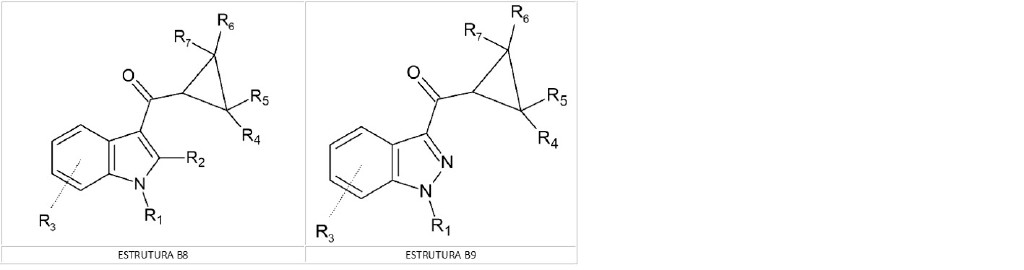 R₆
R₇
O
R₅
R₄
R₂
N
R₁
R₃
ESTRUTURA B8
R₆
R₇
O
R₅
R₄
N
N
R₁
R₃
ESTRUTURA B9